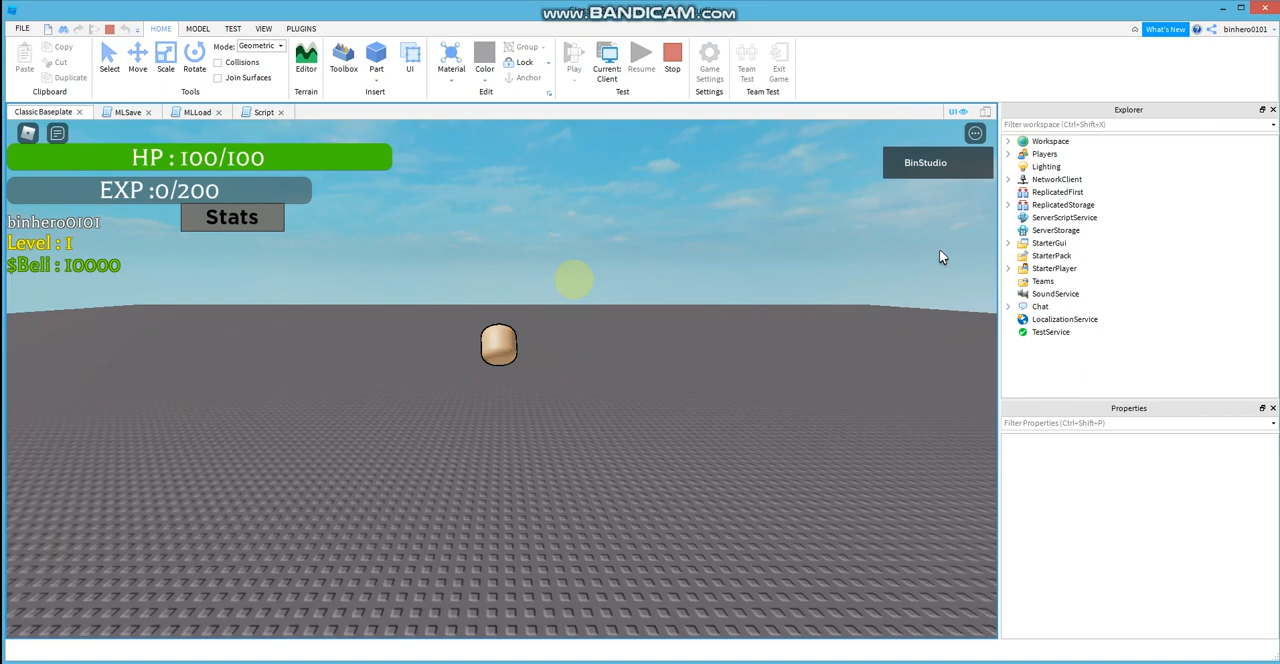 www.BANDICAM.com
FILE HOME MODEL TEST VIEW PLUGINS What's New binhero0101
Paste Copy Cut Duplicate Clipboard
Select Move Scale Rotate Mode: Geometric Collisions Join Surfaces Tools
Editor Terrain
Toolbox Part UI Insert
Material Color Group Lock Anchor Edit
Play Current: Client Resume Stop Test
Game Settings Settings
Team Test Exit Game Team Test
Classic Baseplate MLSave MLLoad Script UI
HP : 100/100
EXP :0/200
Stats
binhero0101
Level : 1
$Beli : 10000
BinStudio
Explorer
Filter workspace (Ctrl+Shift+X)
Workspace
Players
Lighting
NetworkClient
ReplicatedFirst
ReplicatedStorage
ServerScriptService
ServerStorage
StarterGui
StarterPack
StarterPlayer
Teams
SoundService
Chat
LocalizationService
TestService
Properties
Filter Properties (Ctrl+Shift+P)